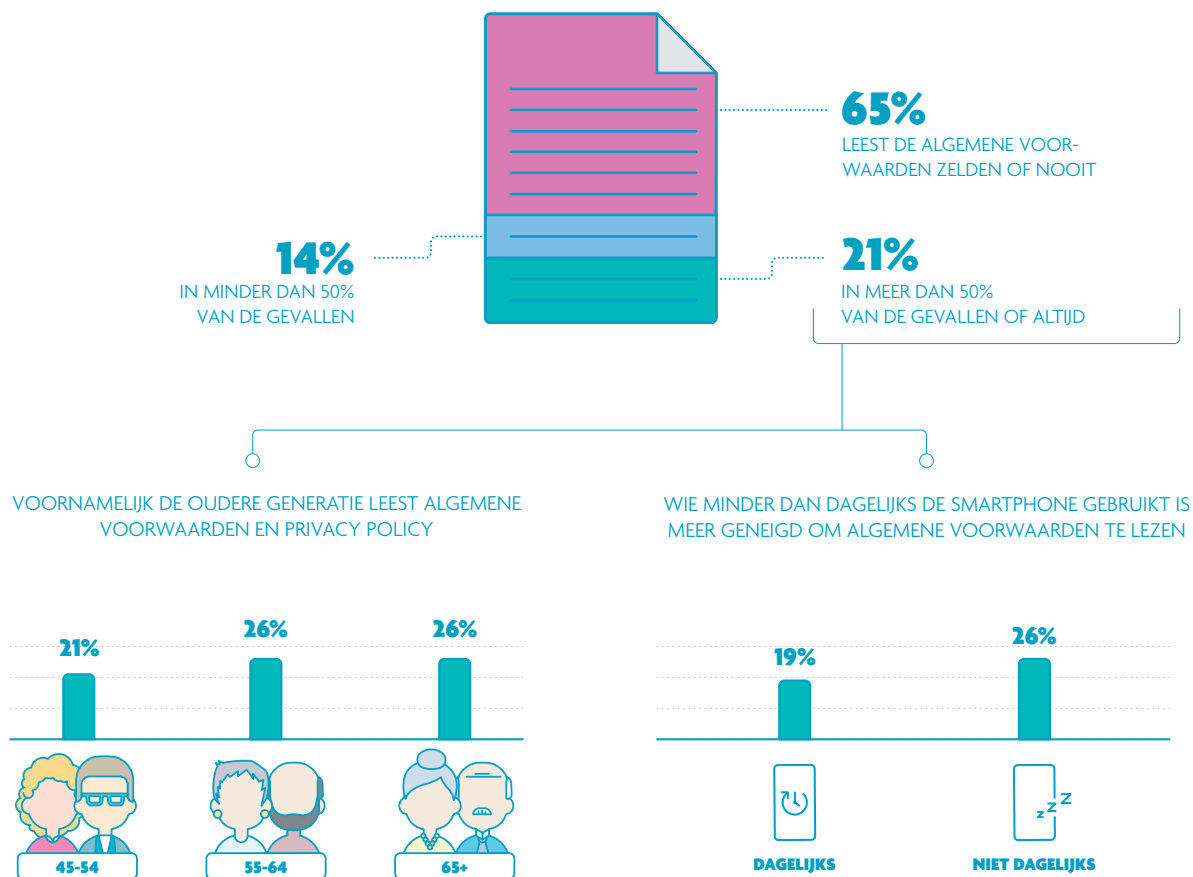 65%
LEEST DE ALGEMENE VOOR-
WAARDEN ZELDEN OF NOOIT
14%
IN MINDER DAN 50%
VAN DE GEVALLEN
21%
IN MEER DAN 50%
VAN DE GEVALLEN OF ALTIJD
VOORNAMELIJK DE OUDERE GENERATIE LEEST ALGEMENE
VOORWAARDEN EN PRIVACY POLICY
21%
26%
26%
45-54
55-64
65+
WIE MINDER DAN DAGELIJKS DE SMARTPHONE GEBRUIKT IS
MEER GENEIGD OM ALGEMENE VOORWAARDEN TE LEZEN
19%
26%
z z Z
DAGELIJKS
NIET DAGELIJKS